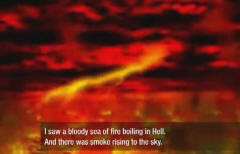 I saw a bloody sea of fire boiling in Hell.
And there was smoke rising to the sky.